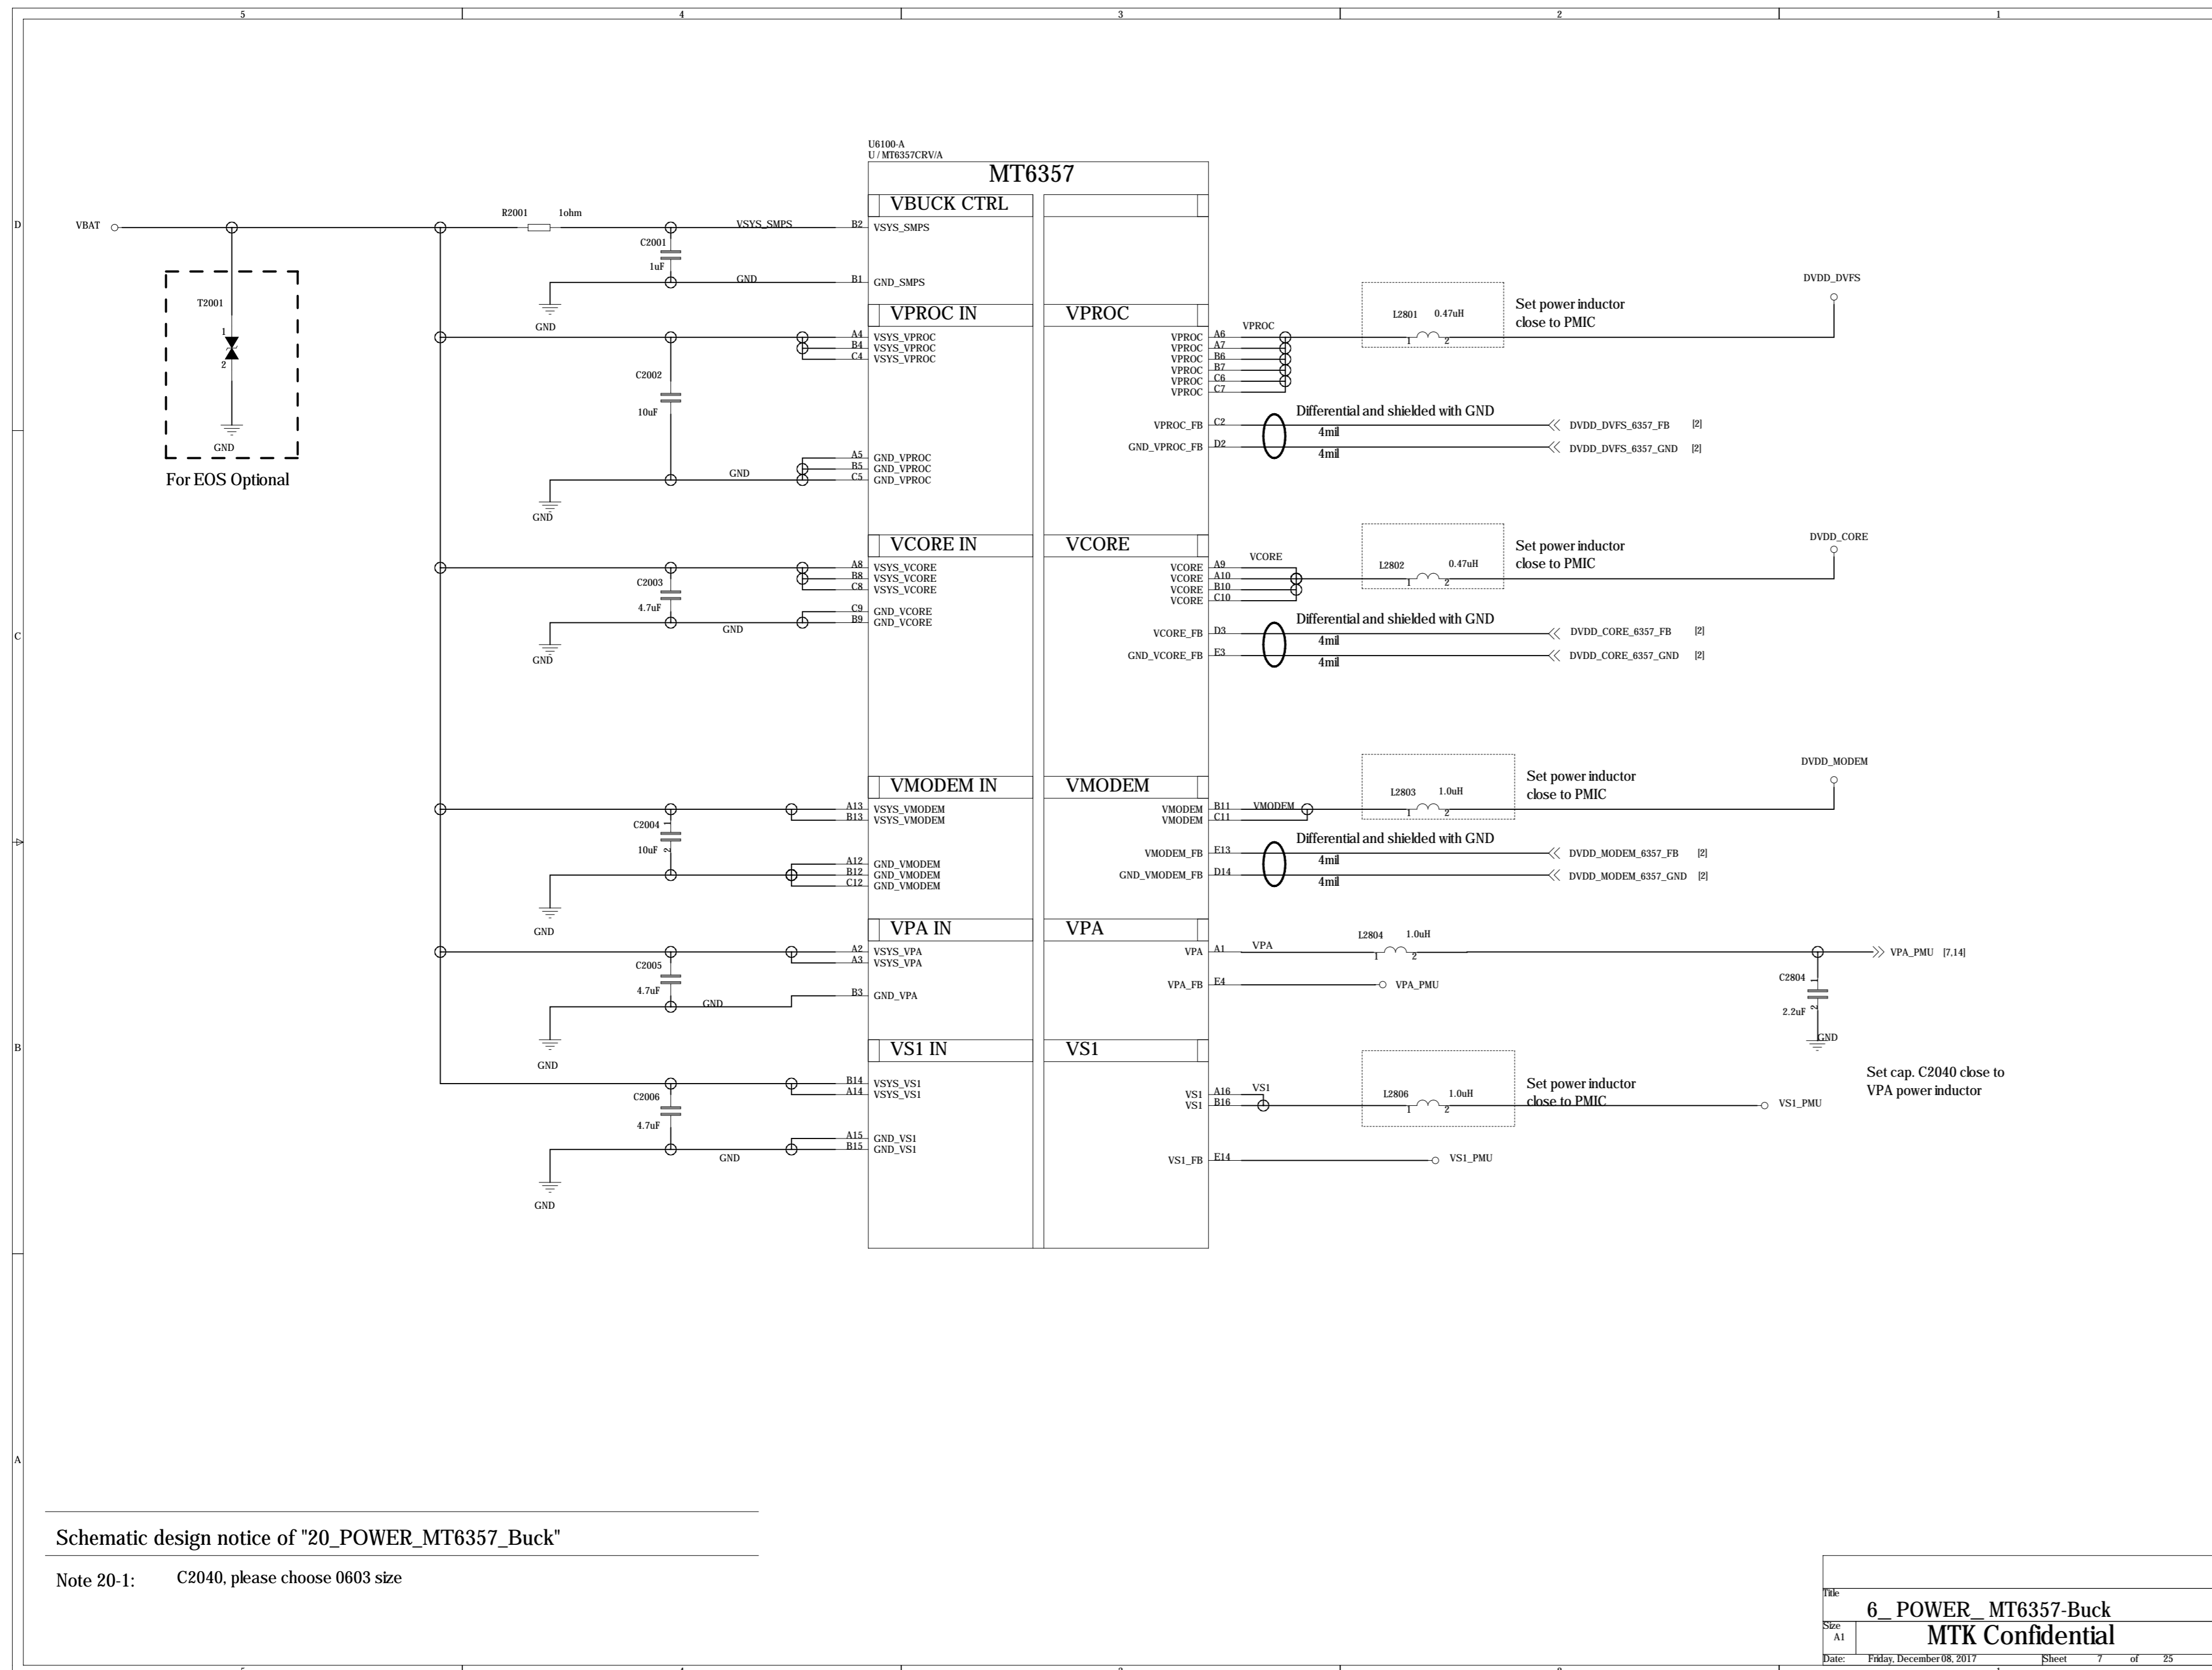 5 4 3 2 1
U6100-A
U / MT6357CRV/A
MT6357
VBUCK CTRL
D
VBAT
R2001 1ohm
VSYS_SMPS
B2 VSYS_SMPS
C2001
1uF
GND
B1 GND_SMPS
GND
T2001
1
2
GND
For EOS Optional
VPROC IN
A4 VSYS_VPROC
B4 VSYS_VPROC
C4 VSYS_VPROC
C2002
10uF
A5 GND_VPROC
B5 GND_VPROC
C5 GND_VPROC
GND
GND
VPROC
VPROC A6
VPROC A7
VPROC B6
VPROC B7
VPROC C6
VPROC C7
VPROC
L2801 0.47uH
1 2
Set power inductor
close to PMIC
DVDD_DVFS
Differential and shielded with GND
VPROC_FB C2
4mil
DVDD_DVFS_6357_FB [2]
GND_VPROC_FB D2
4mil
DVDD_DVFS_6357_GND [2]
VCORE IN
A8 VSYS_VCORE
B8 VSYS_VCORE
C8 VSYS_VCORE
C2003
4.7uF
C9 GND_VCORE
B9 GND_VCORE
GND
GND
C
VCORE
VCORE A9
VCORE A10
VCORE B10
VCORE C10
VCORE
L2802 0.47uH
1 2
Set power inductor
close to PMIC
DVDD_CORE
Differential and shielded with GND
VCORE_FB D3
4mil
DVDD_CORE_6357_FB [2]
GND_VCORE_FB E3
4mil
DVDD_CORE_6357_GND [2]
VMODEM IN
A13 VSYS_VMODEM
B13 VSYS_VMODEM
C2004 1
10uF 2
A12 GND_VMODEM
B12 GND_VMODEM
C12 GND_VMODEM
GND
VMODEM
VMODEM B11
VMODEM C11
VMODEM
L2803 1.0uH
1 2
Set power inductor
close to PMIC
DVDD_MODEM
Differential and shielded with GND
VMODEM_FB E13
4mil
DVDD_MODEM_6357_FB [2]
GND_VMODEM_FB D14
4mil
DVDD_MODEM_6357_GND [2]
VPA IN
A2 VSYS_VPA
A3 VSYS_VPA
C2005
4.7uF
B3 GND_VPA
GND
GND
VPA
VPA A1
VPA
L2804 1.0uH
1 2
VPA_PMU [7,14]
VPA_FB E4
VPA_PMU
C2804 1
2.2uF 2
GND
Set cap. C2040 close to
VPA power inductor
B
VS1 IN
B14 VSYS_VS1
A14 VSYS_VS1
C2006
4.7uF
A15 GND_VS1
B15 GND_VS1
GND
GND
VS1
VS1 A16
VS1 B16
VS1
L2806 1.0uH
1 2
Set power inductor
close to PMIC
VS1_PMU
VS1_FB E14
VS1_PMU
A
Schematic design notice of "20_POWER_MT6357_Buck"
Note 20-1: C2040, please choose 0603 size
Title
6_ POWER_ MT6357-Buck
Size
A1
MTK Confidential
Date: Friday, December 08, 2017 Sheet 7 of 25